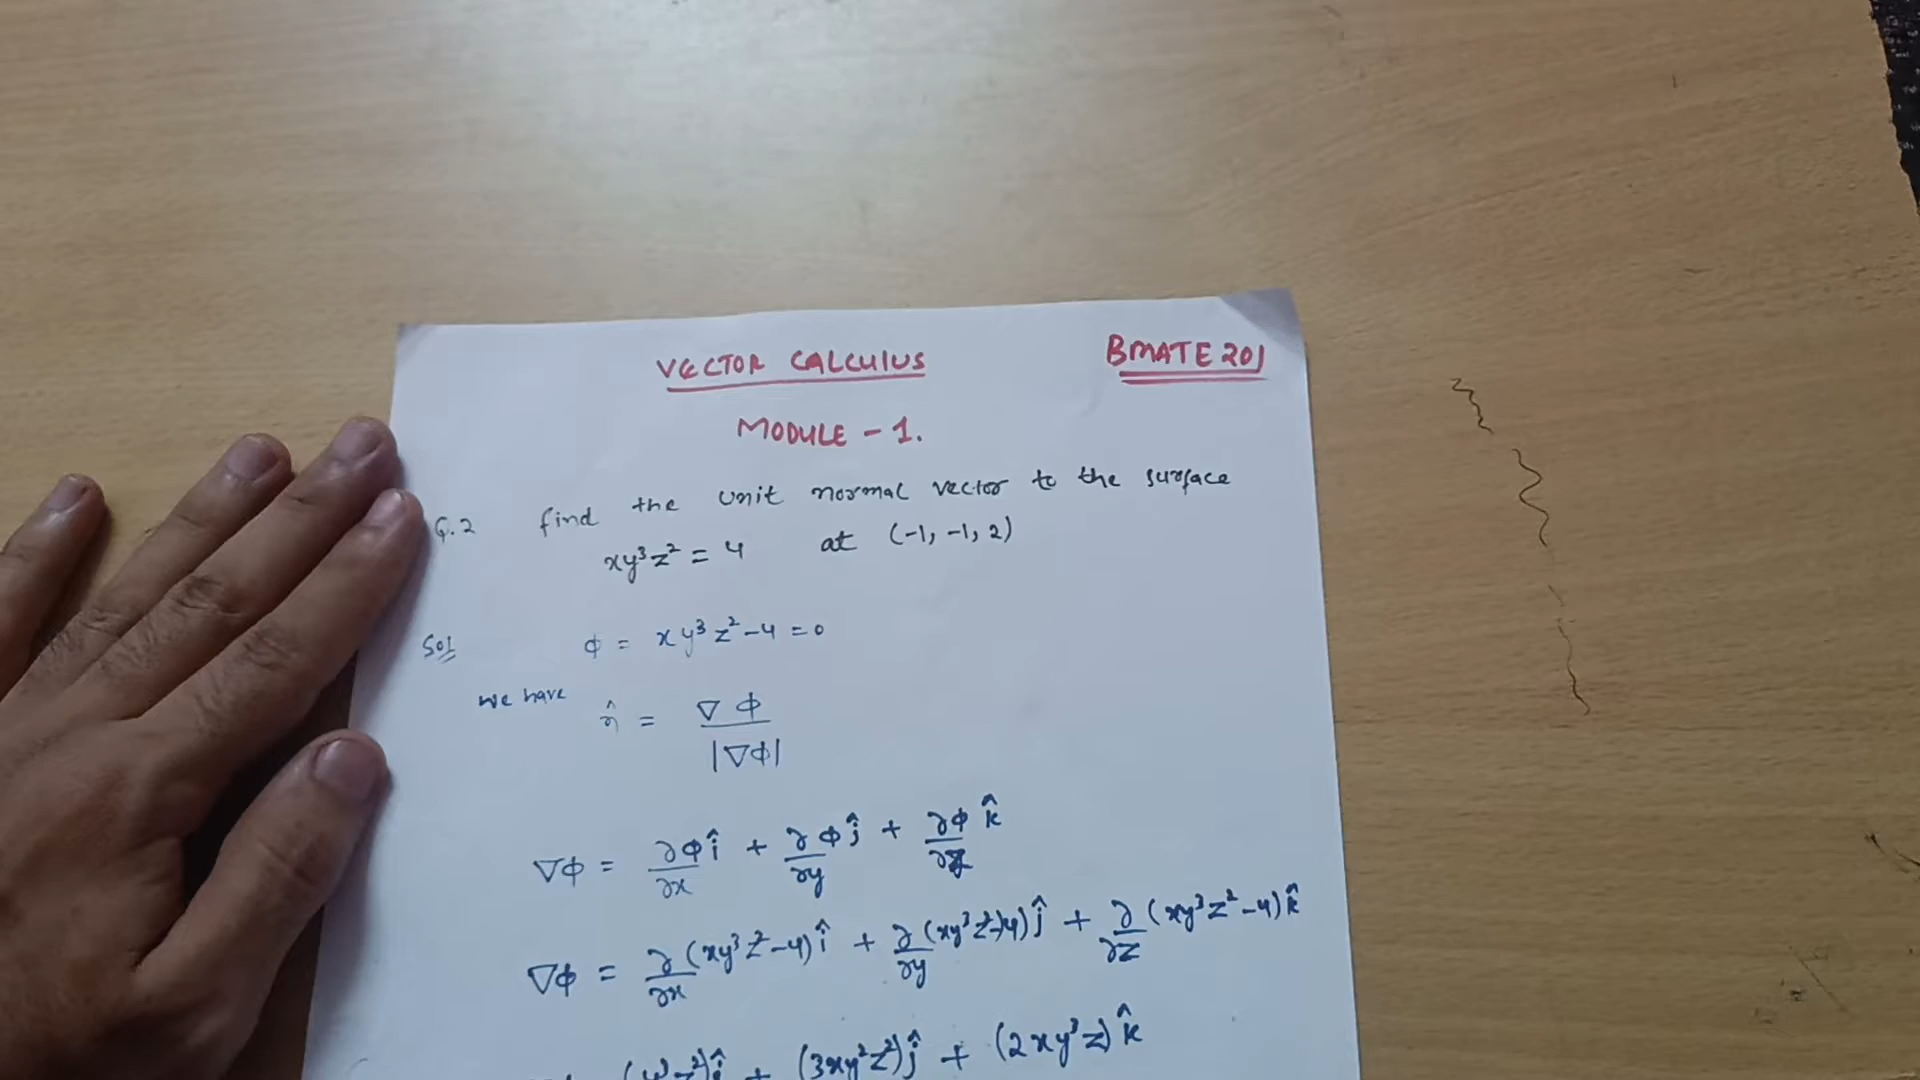 VECTOR CALCULUS BMATE201
MODULE - 1.
Q.2 find the unit normal vector to the surface
xy³z² = 4 at (-1, -1, 2)
Sol ϕ = xy³z² - 4 = 0
we have n̂ = ∇ϕ / |∇ϕ|
∇ϕ = ∂ϕ/∂x î + ∂ϕ/∂y ĵ + ∂ϕ/∂z k̂
∇ϕ = ∂/∂x (xy³z² - 4) î + ∂/∂y (xy³z² - 4) ĵ + ∂/∂z (xy³z² - 4) k̂
(y³z²) î + (3xy²z²) ĵ + (2xy³z) k̂